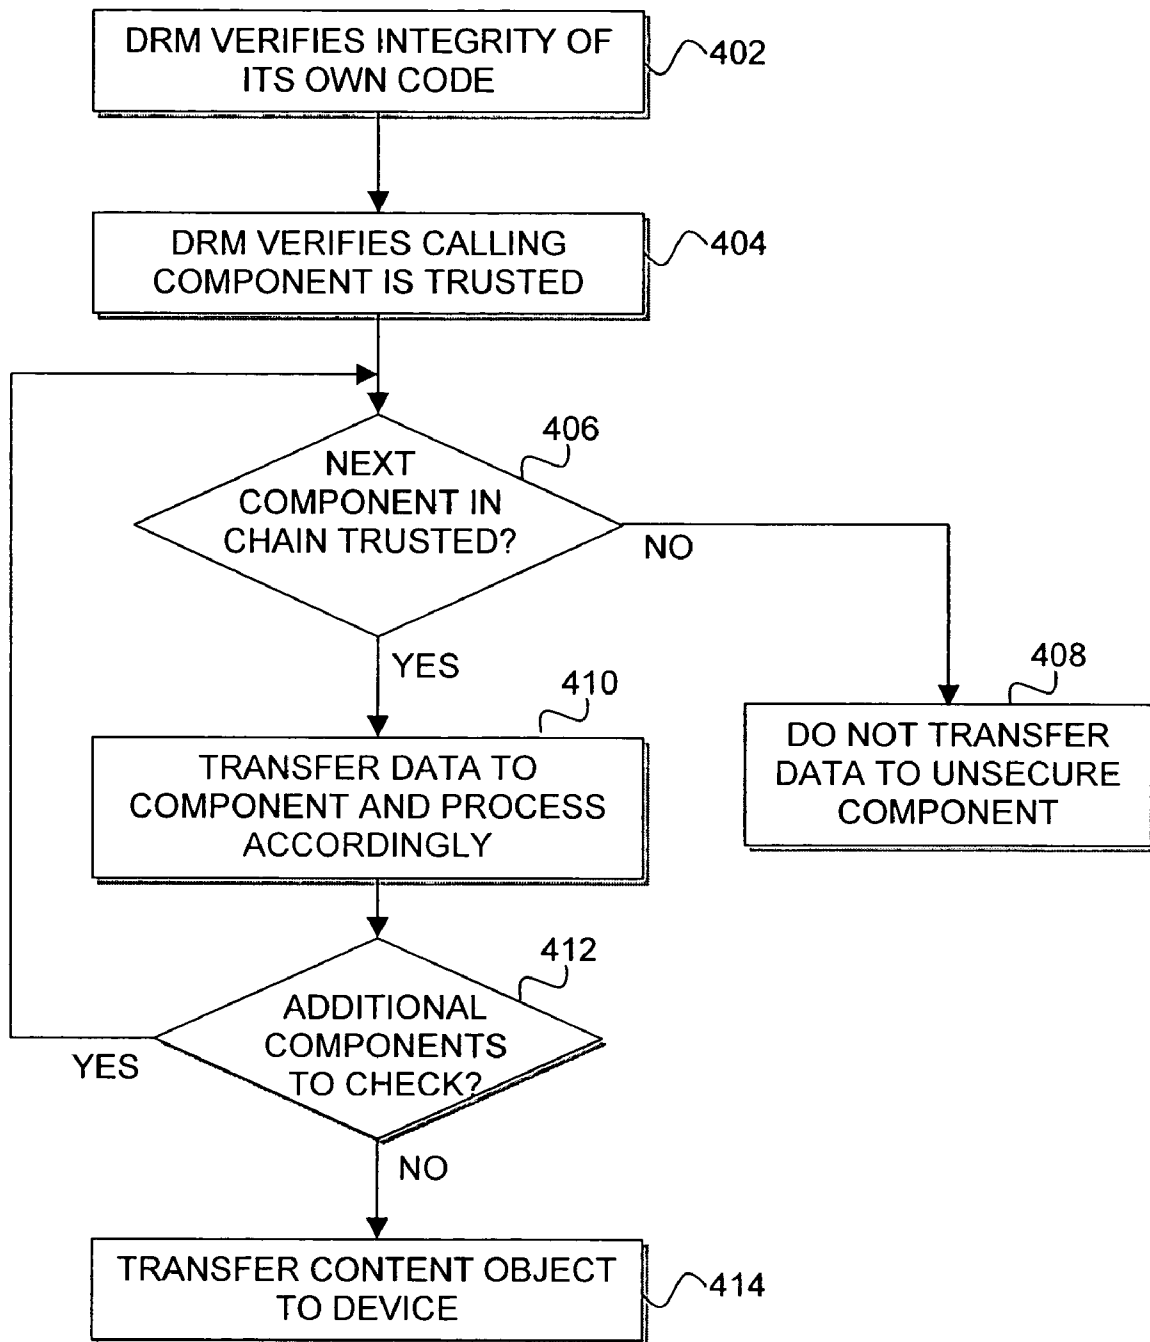 DRM VERIFIES INTEGRITY OF
ITS OWN CODE
402
DRM VERIFIES CALLING
COMPONENT IS TRUSTED
404
406
NEXT
COMPONENT IN
CHAIN TRUSTED?
NO
YES
408
DO NOT TRANSFER
DATA TO UNSECURE
COMPONENT
410
TRANSFER DATA TO
COMPONENT AND PROCESS
ACCORDINGLY
412
ADDITIONAL
COMPONENTS
TO CHECK?
YES
NO
TRANSFER CONTENT OBJECT
TO DEVICE
414